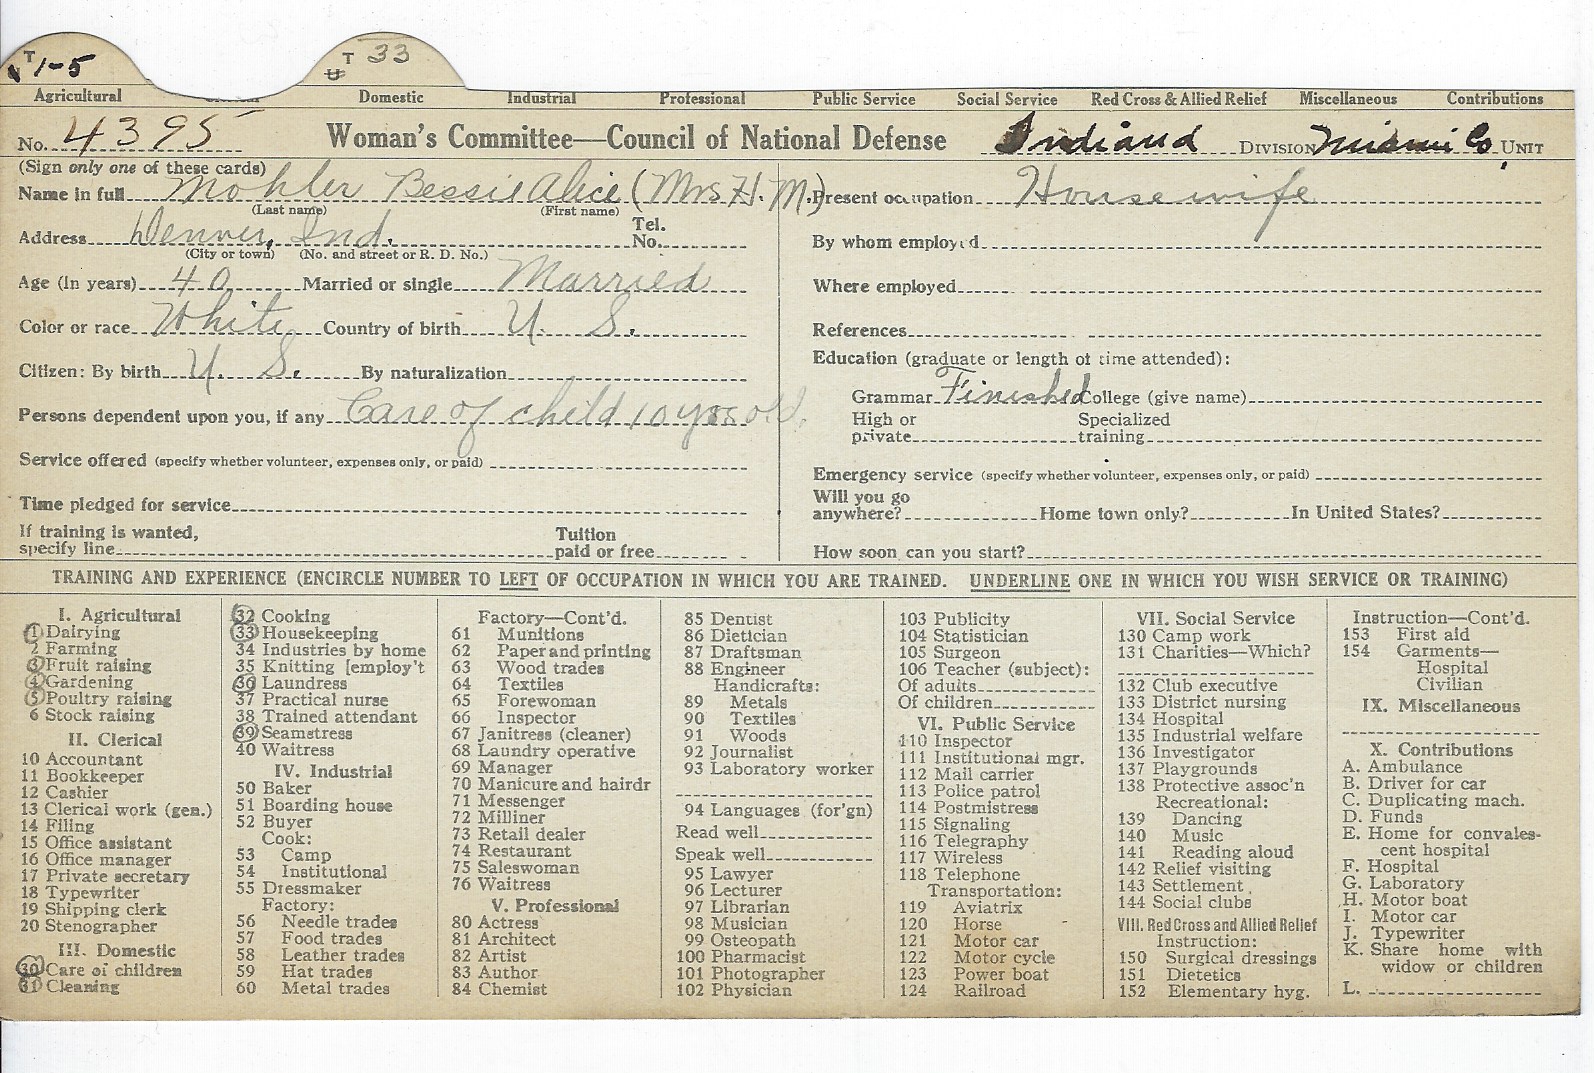 T 1-5
T 33
U
Agricultural Domestic Industrial Professional Public Service Social Service Red Cross & Allied Relief Miscellaneous Contributions
No. 4395 Woman's Committee—Council of National Defense Indiana DIVISION Miami Co. UNIT
(Sign only one of these cards)
Name in full Mohler Bessie Alice (Mrs H. M.)
(Last name) (First name)
Address Denver, Ind. Tel. No.
(City or town) (No. and street or R. D. No.)
Age (In years) 40 Married or single Married
Color or race White Country of birth U. S.
Citizen: By birth U. S. By naturalization
Persons dependent upon you, if any Care of child 10 yrs old.
Service offered (specify whether volunteer, expenses only, or paid)
Time pledged for service
If training is wanted,
specify line Tuition paid or free
Present occupation Housewife
By whom employed
Where employed
References
Education (graduate or length of time attended):
Grammar Finished College (give name)
High or private Specialized training
Emergency service (specify whether volunteer, expenses only, or paid)
Will you go
anywhere? Home town only? In United States?
How soon can you start?
TRAINING AND EXPERIENCE (ENCIRCLE NUMBER TO LEFT OF OCCUPATION IN WHICH YOU ARE TRAINED. UNDERLINE ONE IN WHICH YOU WISH SERVICE OR TRAINING)
I. Agricultural
1 Dairying
2 Farming
3 Fruit raising
4 Gardening
5 Poultry raising
6 Stock raising
II. Clerical
10 Accountant
11 Bookkeeper
12 Cashier
13 Clerical work (gen.)
14 Filing
15 Office assistant
16 Office manager
17 Private secretary
18 Typewriter
19 Shipping clerk
20 Stenographer
III. Domestic
30 Care of children
31 Cleaning
32 Cooking
33 Housekeeping
34 Industries by home
35 Knitting [employ't
36 Laundress
37 Practical nurse
38 Trained attendant
39 Seamstress
40 Waitress
IV. Industrial
50 Baker
51 Boarding house
52 Buyer
Cook:
53 Camp
54 Institutional
55 Dressmaker
Factory:
56 Needle trades
57 Food trades
58 Leather trades
59 Hat trades
60 Metal trades
Factory—Cont'd.
61 Munitions
62 Paper and printing
63 Wood trades
64 Textiles
65 Forewoman
66 Inspector
67 Janitress (cleaner)
68 Laundry operative
69 Manager
70 Manicure and hairdr
71 Messenger
72 Milliner
73 Retail dealer
74 Restaurant
75 Saleswoman
76 Waitress
V. Professional
80 Actress
81 Architect
82 Artist
83 Author
84 Chemist
85 Dentist
86 Dietician
87 Draftsman
88 Engineer
Handicrafts:
89 Metals
90 Textiles
91 Woods
92 Journalist
93 Laboratory worker
94 Languages (for'gn)
Read well
Speak well
95 Lawyer
96 Lecturer
97 Librarian
98 Musician
99 Osteopath
100 Pharmacist
101 Photographer
102 Physician
103 Publicity
104 Statistician
105 Surgeon
106 Teacher (subject):
Of adults
Of children
VI. Public Service
110 Inspector
111 Institutional mgr.
112 Mail carrier
113 Police patrol
114 Postmistress
115 Signaling
116 Telegraphy
117 Wireless
118 Telephone
Transportation:
119 Aviatrix
120 Horse
121 Motor car
122 Motor cycle
123 Power boat
124 Railroad
VII. Social Service
130 Camp work
131 Charities—Which?
132 Club executive
133 District nursing
134 Hospital
135 Industrial welfare
136 Investigator
137 Playgrounds
138 Protective assoc'n
Recreational:
139 Dancing
140 Music
141 Reading aloud
142 Relief visiting
143 Settlement
144 Social clubs
VIII. Red Cross and Allied Relief
Instruction:
150 Surgical dressings
151 Dietetics
152 Elementary hyg.
Instruction—Cont'd.
153 First aid
154 Garments—
Hospital
Civilian
IX. Miscellaneous
X. Contributions
A. Ambulance
B. Driver for car
C. Duplicating mach.
D. Funds
E. Home for convales-
cent hospital
F. Hospital
G. Laboratory
H. Motor boat
I. Motor car
J. Typewriter
K. Share home with
widow or children
L.